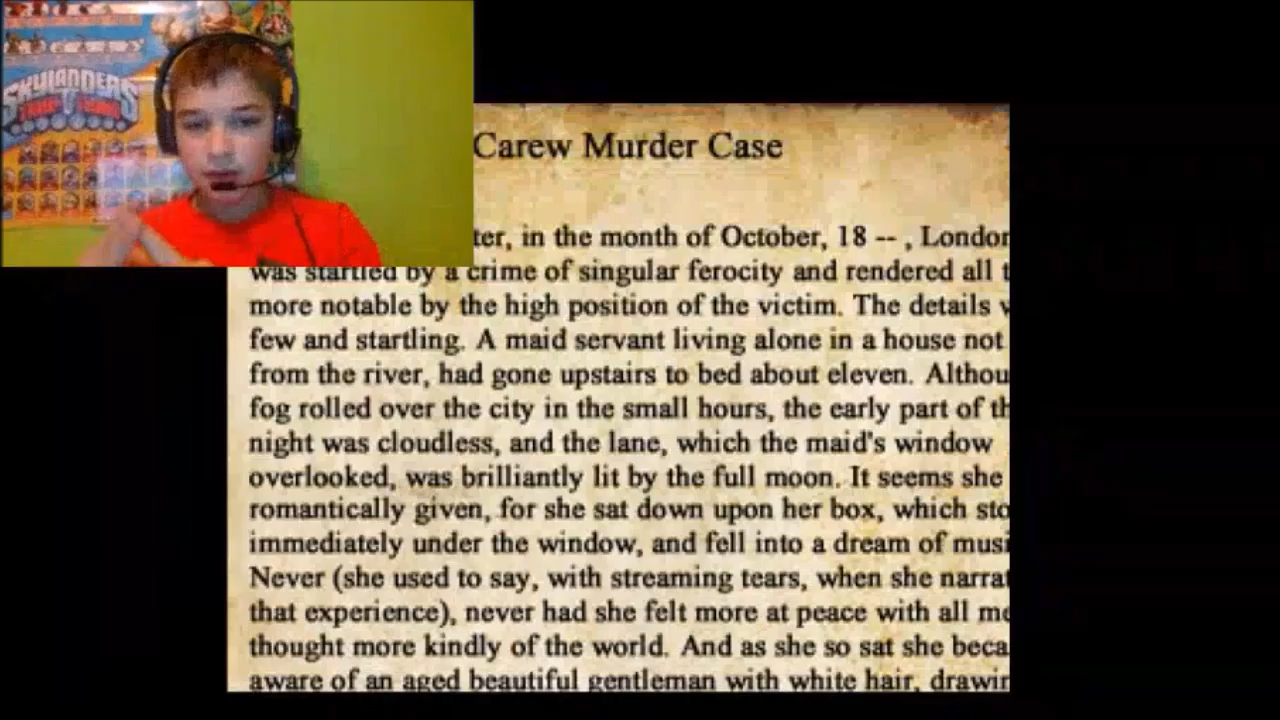 SKYLANDERS
Carew Murder Case
ter, in the month of October, 18 -- , London
was startled by a crime of singular ferocity and rendered all t
more notable by the high position of the victim. The details w
few and startling. A maid servant living alone in a house not
from the river, had gone upstairs to bed about eleven. Althou
fog rolled over the city in the small hours, the early part of th
night was cloudless, and the lane, which the maid's window
overlooked, was brilliantly lit by the full moon. It seems she
romantically given, for she sat down upon her box, which sto
immediately under the window, and fell into a dream of musi
Never (she used to say, with streaming tears, when she narrat
that experience), never had she felt more at peace with all me
thought more kindly of the world. And as she so sat she beca
aware of an aged beautiful gentleman with white hair, drawin